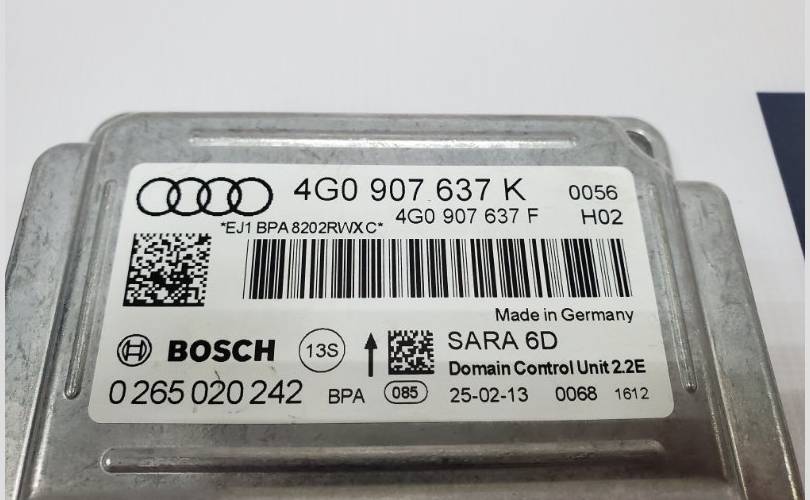 4G0 907 637 K 0056
4G0 907 637 F H02
*EJ1 BPA 8202RWX C*
Made in Germany
BOSCH 13S SARA 6D
Domain Control Unit 2.2E
0 265 020 242 BPA 085 25-02-13 0068 1612